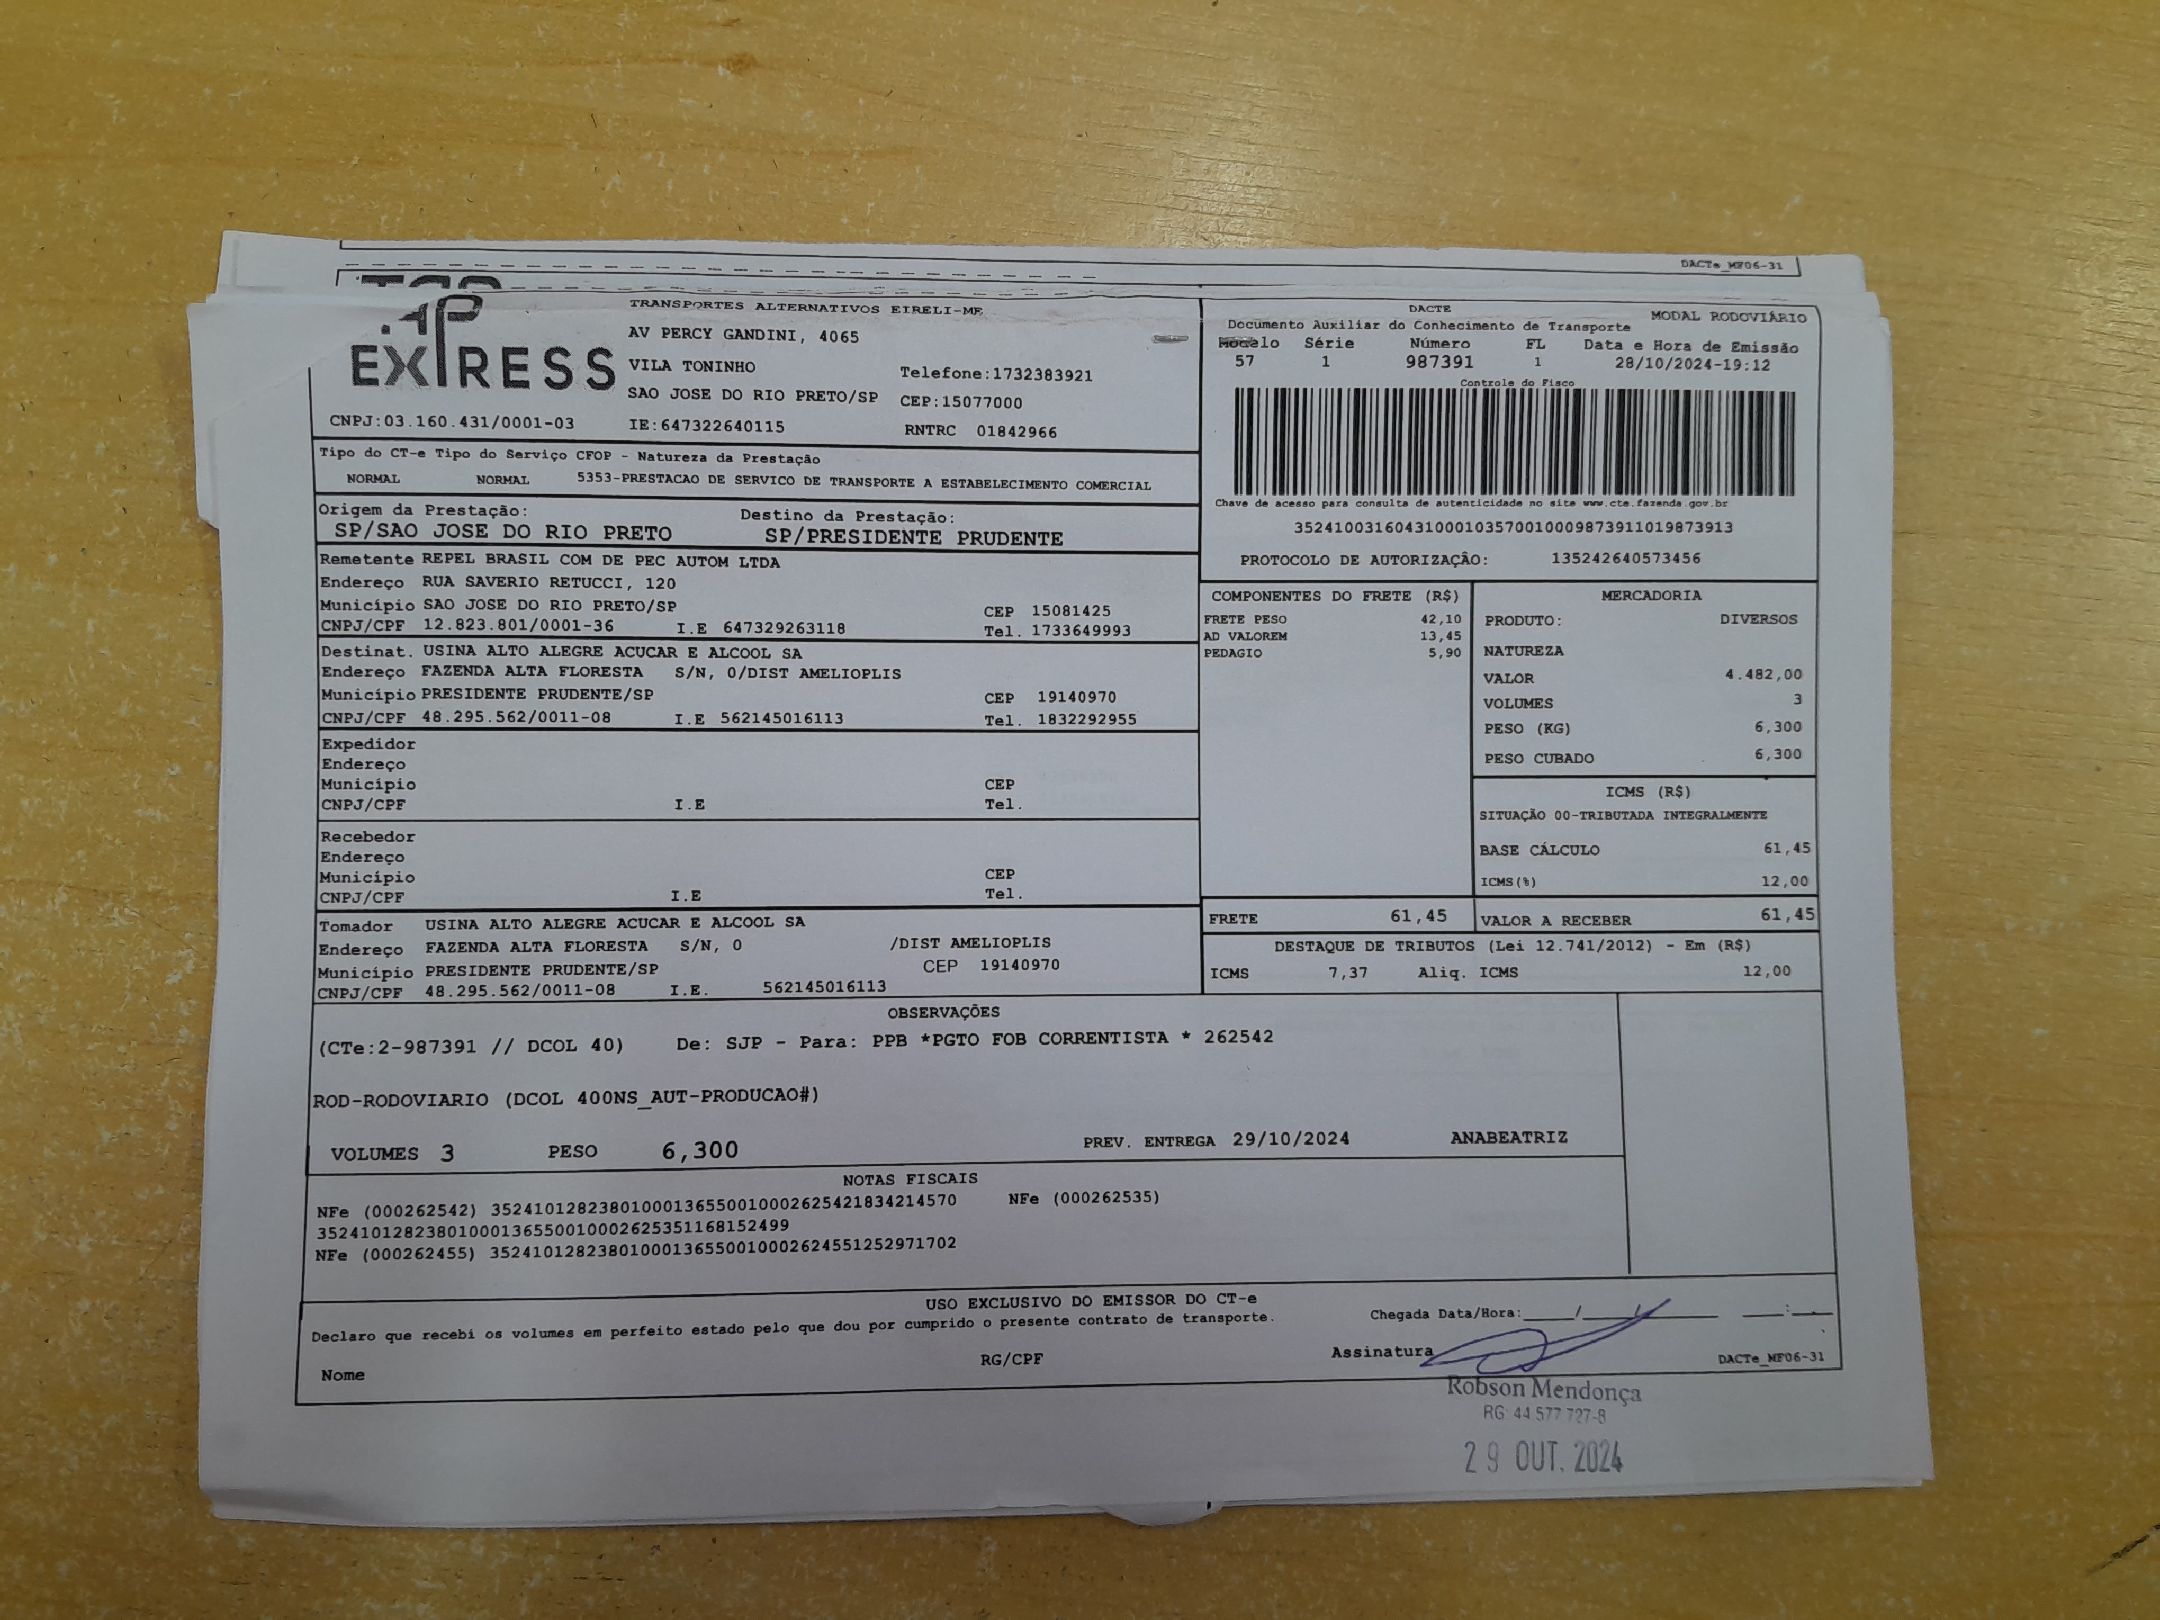 DACTe_MF06-31
EXPRESS
TRANSPORTES ALTERNATIVOS EIRELI-ME
AV PERCY GANDINI, 4065
VILA TONINHO
Telefone:1732383921
SAO JOSE DO RIO PRETO/SP CEP:15077000
CNPJ:03.160.431/0001-03 IE:647322640115 RNTRC 01842966
DACTE MODAL RODOVIÁRIO
Documento Auxiliar do Conhecimento de Transporte
Modelo Série Número FL Data e Hora de Emissão
57 1 987391 1 28/10/2024-19:12
Controle do Fisco
Chave de acesso para consulta de autenticidade no site www.cte.fazenda.gov.br
35241003160431000103570010009873911019873913
PROTOCOLO DE AUTORIZAÇÂO: 135242640573456
Tipo do CT-e Tipo do Serviço CFOP - Natureza da Prestação
NORMAL NORMAL 5353-PRESTACAO DE SERVICO DE TRANSPORTE A ESTABELECIMENTO COMERCIAL
Origem da Prestação: Destino da Prestação:
SP/SAO JOSE DO RIO PRETO SP/PRESIDENTE PRUDENTE
Remetente REPEL BRASIL COM DE PEC AUTOM LTDA
Endereço RUA SAVERIO RETUCCI, 120
Município SAO JOSE DO RIO PRETO/SP CEP 15081425
CNPJ/CPF 12.823.801/0001-36 I.E 647329263118 Tel. 1733649993
Destinat. USINA ALTO ALEGRE ACUCAR E ALCOOL SA
Endereço FAZENDA ALTA FLORESTA S/N, 0/DIST AMELIOPLIS
Município PRESIDENTE PRUDENTE/SP CEP 19140970
CNPJ/CPF 48.295.562/0011-08 I.E 562145016113 Tel. 1832292955
Expedidor
Endereço
Município CEP
CNPJ/CPF I.E Tel.
Recebedor
Endereço
Município CEP
CNPJ/CPF I.E Tel.
Tomador USINA ALTO ALEGRE ACUCAR E ALCOOL SA
Endereço FAZENDA ALTA FLORESTA S/N, 0 /DIST AMELIOPLIS
Município PRESIDENTE PRUDENTE/SP CEP 19140970
CNPJ/CPF 48.295.562/0011-08 I.E. 562145016113
COMPONENTES DO FRETE (R$)
FRETE PESO 42,10
AD VALOREM 13,45
PEDAGIO 5,90
MERCADORIA
PRODUTO: DIVERSOS
NATUREZA
VALOR 4.482,00
VOLUMES 3
PESO (KG) 6,300
PESO CUBADO 6,300
ICMS (R$)
SITUAÇÃO 00-TRIBUTADA INTEGRALMENTE
BASE CÁLCULO 61,45
ICMS(%) 12,00
FRETE 61,45 VALOR A RECEBER 61,45
DESTAQUE DE TRIBUTOS (Lei 12.741/2012) - Em (R$)
ICMS 7,37 Aliq. ICMS 12,00
OBSERVAÇÕES
(CTe:2-987391 // DCOL 40) De: SJP - Para: PPB *PGTO FOB CORRENTISTA * 262542
ROD-RODOVIARIO (DCOL 400NS_AUT-PRODUCAO#)
VOLUMES 3 PESO 6,300 PREV. ENTREGA 29/10/2024 ANABEATRIZ
NOTAS FISCAIS
NFe (000262542) 35241012823801000136550010002625421834214570 NFe (000262535)
35241012823801000136550010002625351168152499
NFe (000262455) 35241012823801000136550010002624551252971702
USO EXCLUSIVO DO EMISSOR DO CT-e
Declaro que recebi os volumes em perfeito estado pelo que dou por cumprido o presente contrato de transporte.
Chegada Data/Hora:____/____/____ ____:____
Nome RG/CPF Assinatura DACTe_MF06-31
Robson Mendonça
RG: 44 577 727-8
29 OUT. 2024